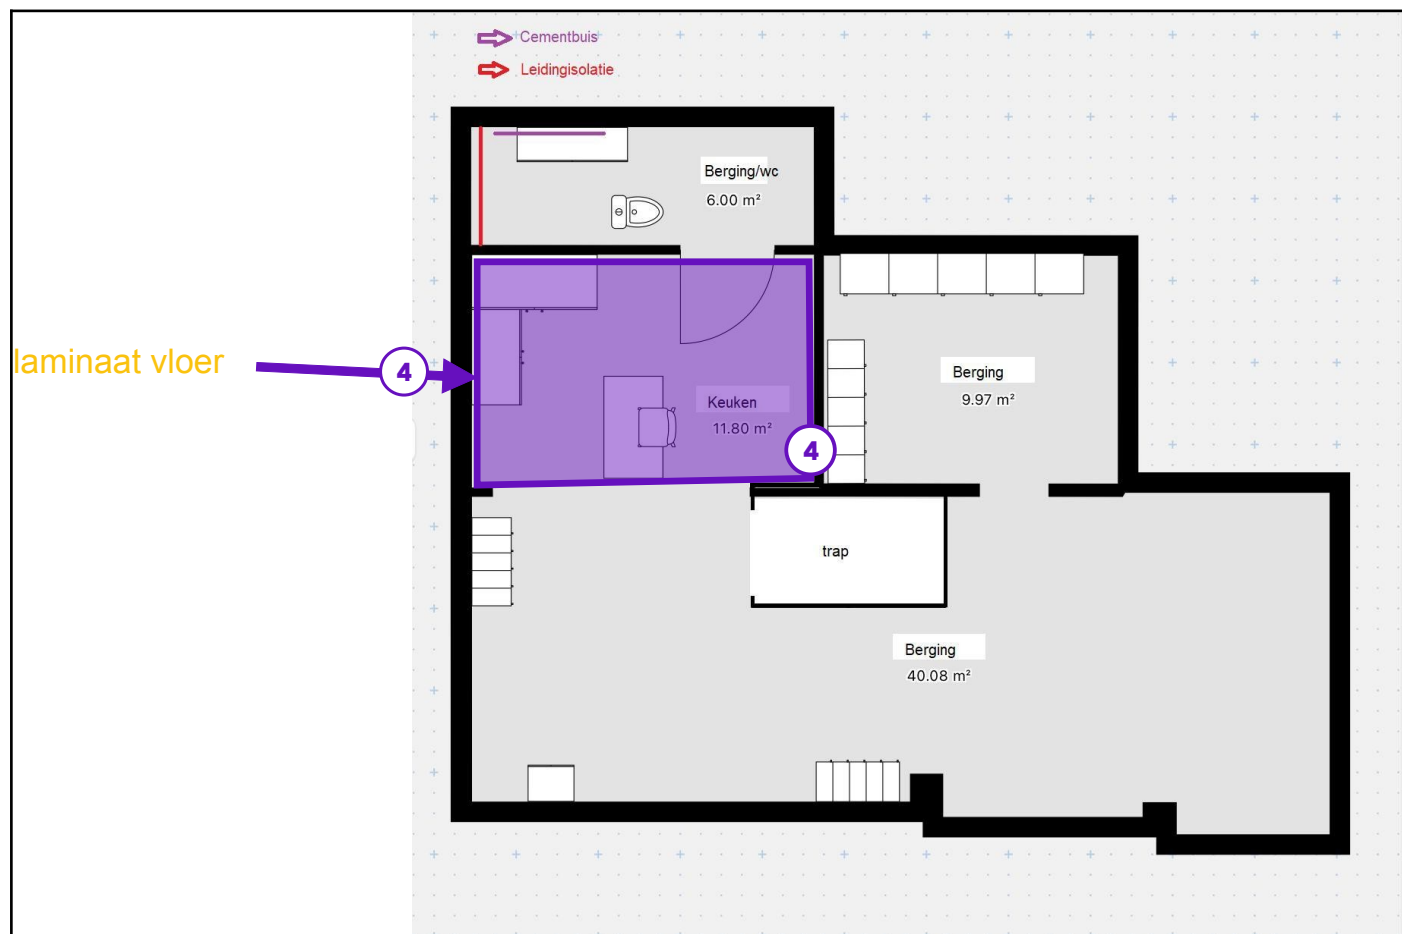 Cementbuis
Leidingisolatie
Berging/wc
6.00 m²
laminaat vloer
4
Keuken
11.80 m²
4
Berging
9.97 m²
trap
Berging
40.08 m²